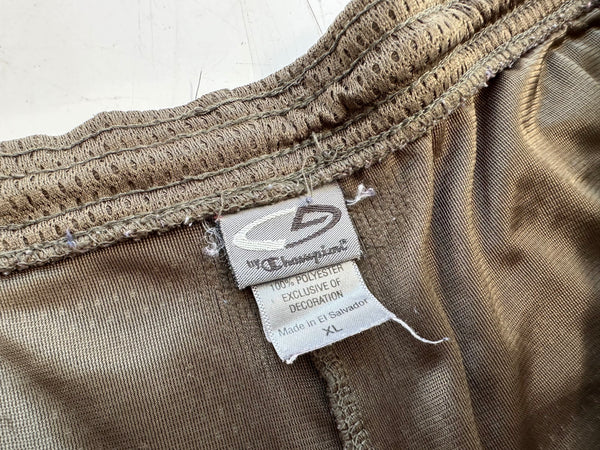 by Champion®
100% POLYESTER
EXCLUSIVE OF
DECORATION
Made in El Salvador
XL